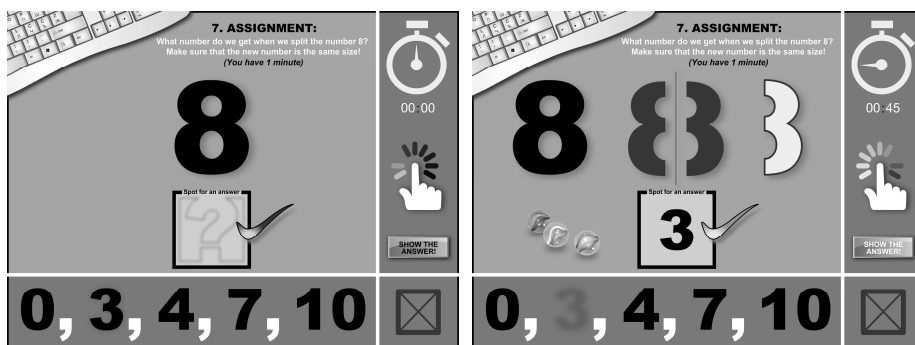 7. ASSIGNMENT:
What number do we get when we split the number 8?
Make sure that the new number is the same size!
(You have 1 minute)
00:00
8
Spot for an answer
?
SHOW THE
ANSWER!
0, 3, 4, 7, 10
7. ASSIGNMENT:
What number do we get when we split the number 8?
Make sure that the new number is the same size!
(You have 1 minute)
00:45
8 8 3
Spot for an answer
3
SHOW THE
ANSWER!
0, 3, 4, 7, 10